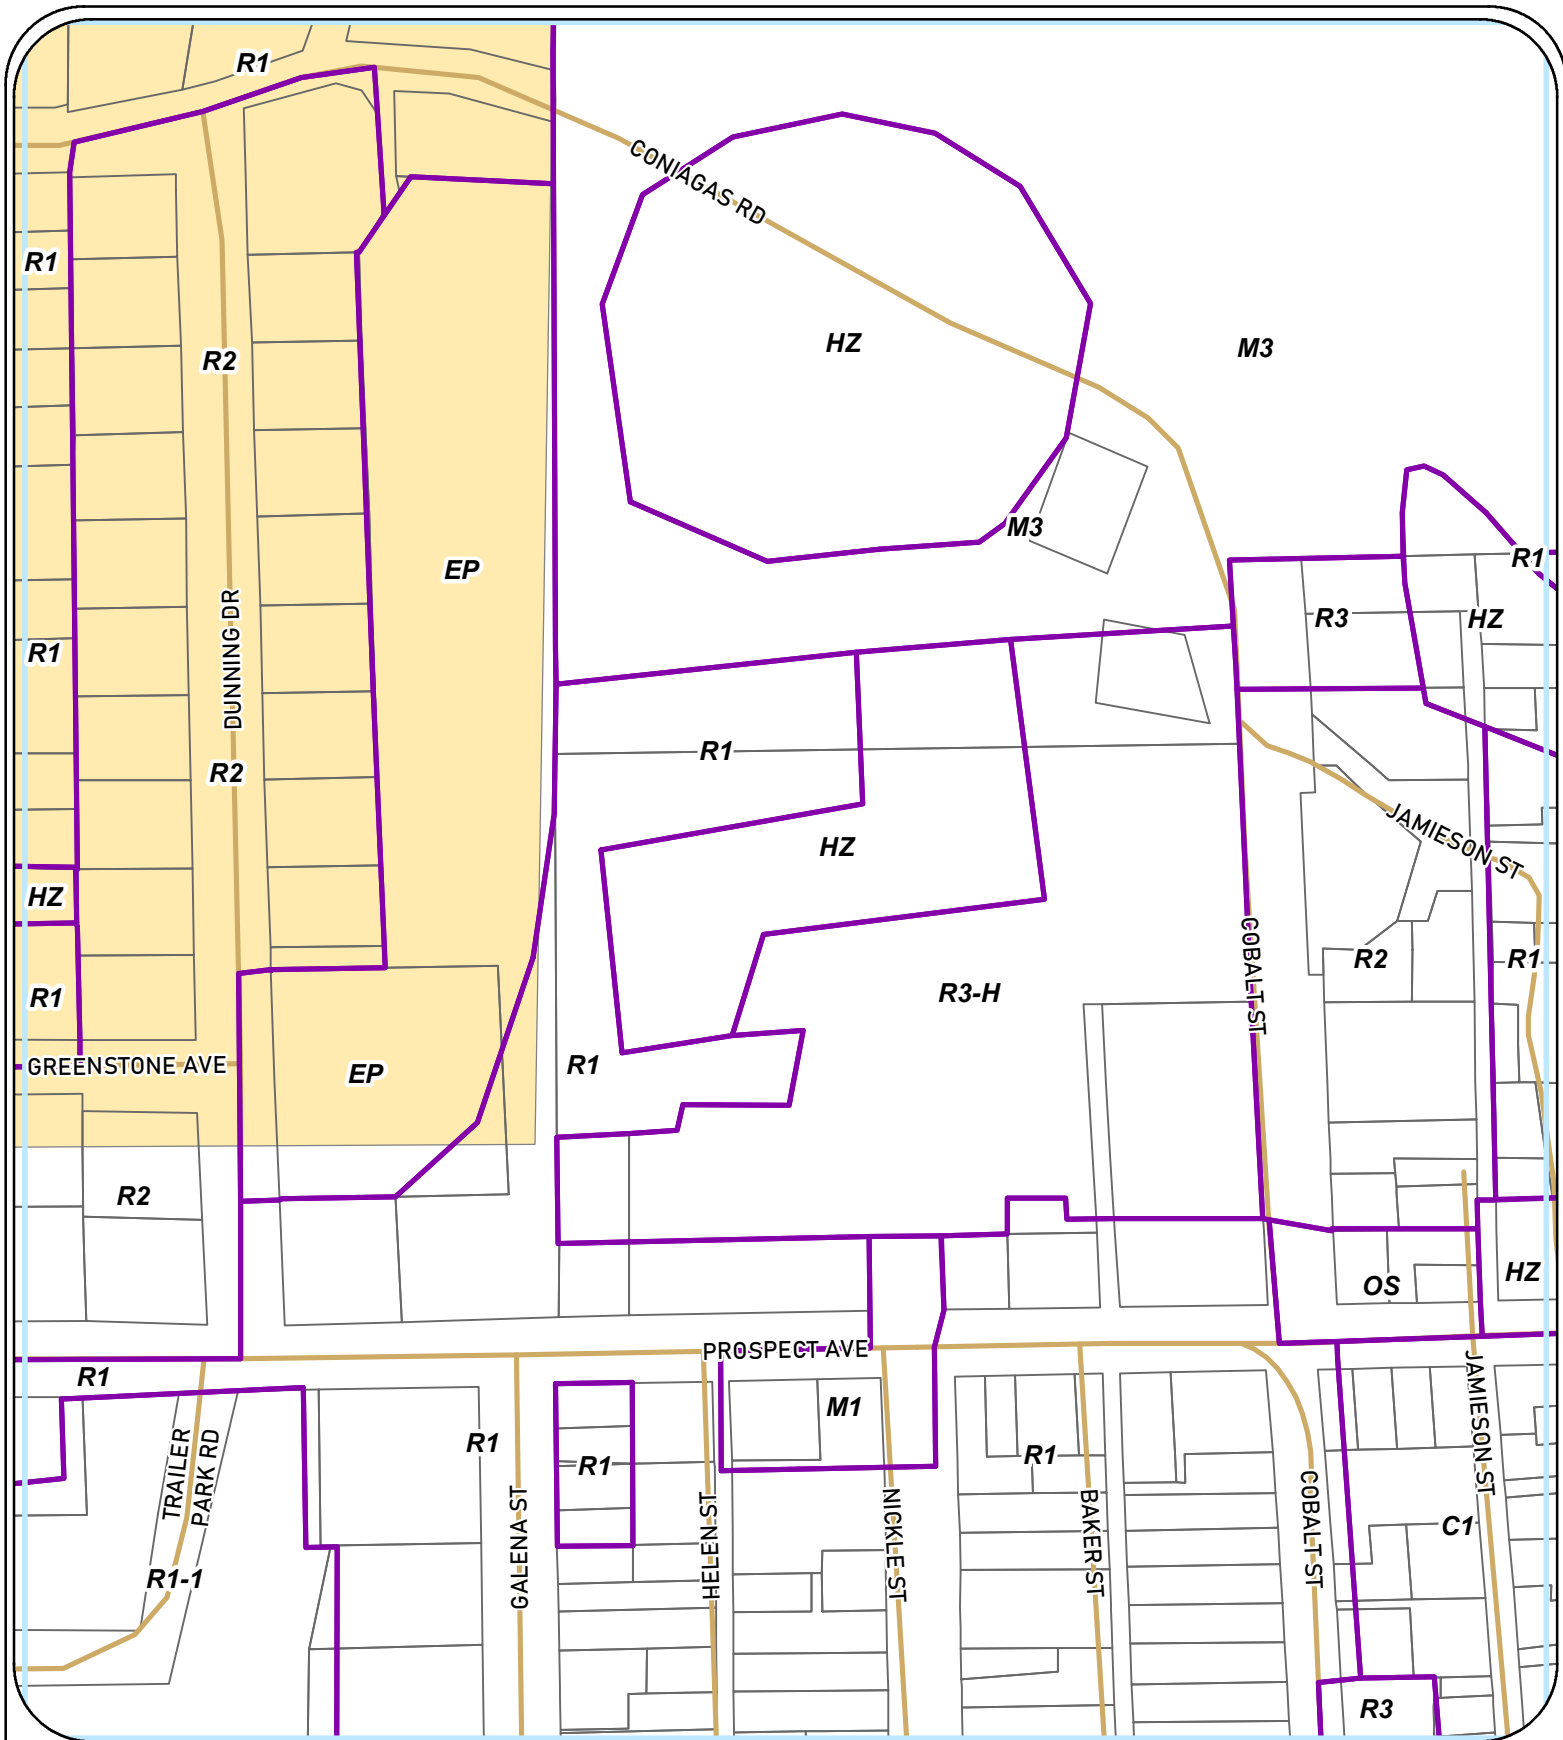 R1
CONIAGAS RD
R1
HZ
M3
R2
M3
R1
EP
R3
HZ
DUNNING DR
R1
R1
R2
HZ
JAMIESON ST
HZ
COBALT ST
R2
R1
R1
R3-H
GREENSTONE AVE
EP
R1
R2
OS
HZ
PROSPECT AVE
R1
M1
JAMIESON ST
R1
R1
R1
TRAILER
PARK RD
GALENA ST
HELEN ST
NICKLE ST
BAKER ST
COBALT ST
C1
R1-1
R3